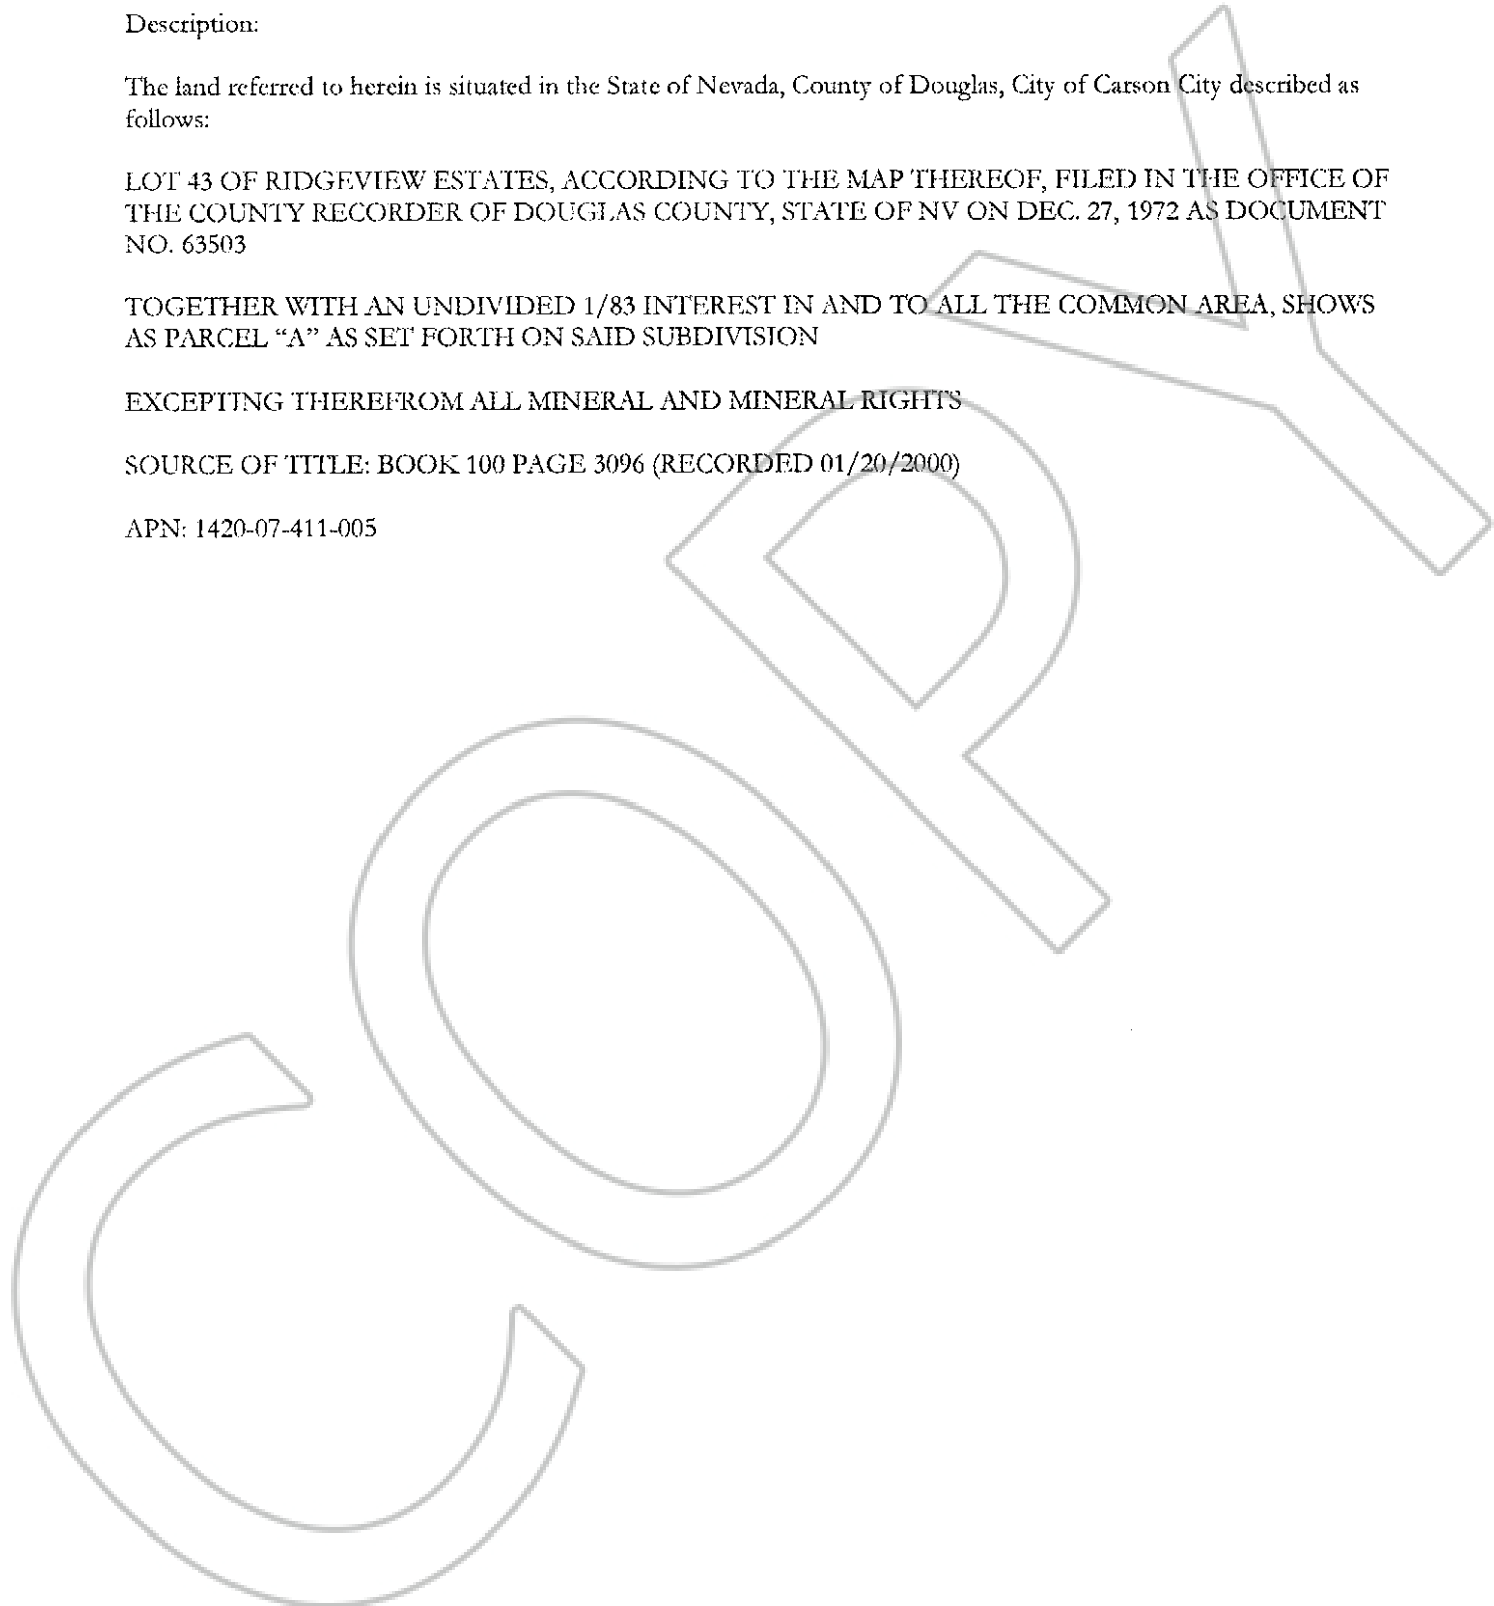 Description:
The land referred to herein is situated in the State of Nevada, County of Douglas, City of Carson City described as
follows:
LOT 43 OF RIDGEVIEW ESTATES, ACCORDING TO THE MAP THEREOF, FILED IN THE OFFICE OF
THE COUNTY RECORDER OF DOUGLAS COUNTY, STATE OF NV ON DEC. 27, 1972 AS DOCUMENT
NO. 63503
TOGETHER WITH AN UNDIVIDED 1/83 INTEREST IN AND TO ALL THE COMMON AREA, SHOWS
AS PARCEL “A” AS SET FORTH ON SAID SUBDIVISION
EXCEPTING THEREFROM ALL MINERAL AND MINERAL RIGHTS
SOURCE OF TITLE: BOOK 100 PAGE 3096 (RECORDED 01/20/2000)
APN: 1420-07-411-005
COPY